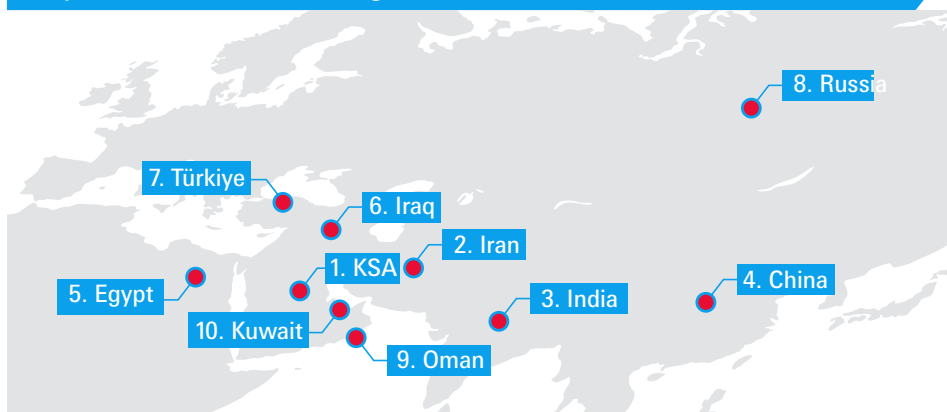 8. Russia
7. Türkiye
6. Iraq
2. Iran
1. KSA
4. China
5. Egypt
3. India
10. Kuwait
9. Oman